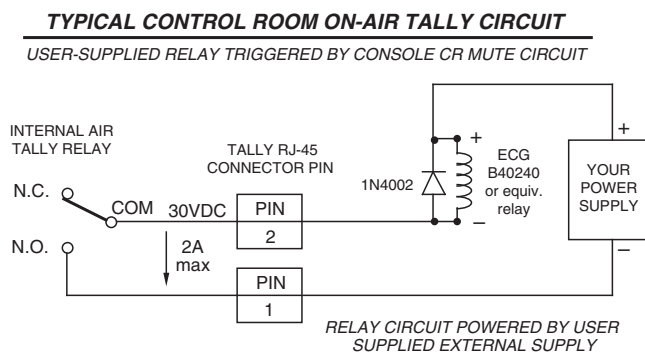 TYPICAL CONTROL ROOM ON-AIR TALLY CIRCUIT
USER-SUPPLIED RELAY TRIGGERED BY CONSOLE CR MUTE CIRCUIT
INTERNAL AIR
TALLY RELAY
N.C.
COM
N.O.
30VDC
2A
max
TALLY RJ-45
CONNECTOR PIN
PIN
2
PIN
1
1N4002
+
–
ECG
B40240
or equiv.
relay
+
YOUR
POWER
SUPPLY
–
RELAY CIRCUIT POWERED BY USER
SUPPLIED EXTERNAL SUPPLY